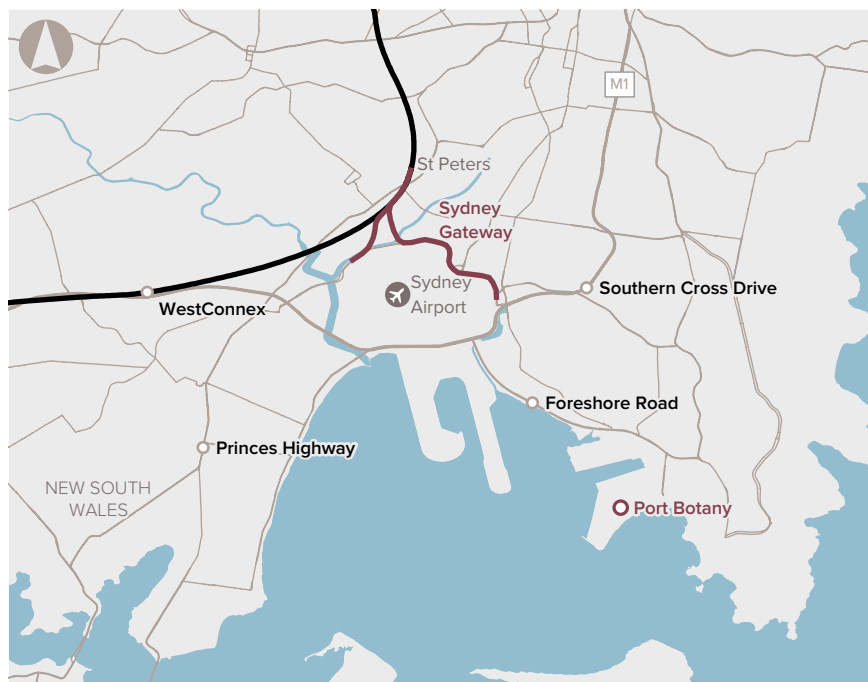 M1
St Peters
Sydney
Gateway
Sydney
Airport
Southern Cross Drive
WestConnex
Foreshore Road
Princes Highway
NEW SOUTH
WALES
Port Botany